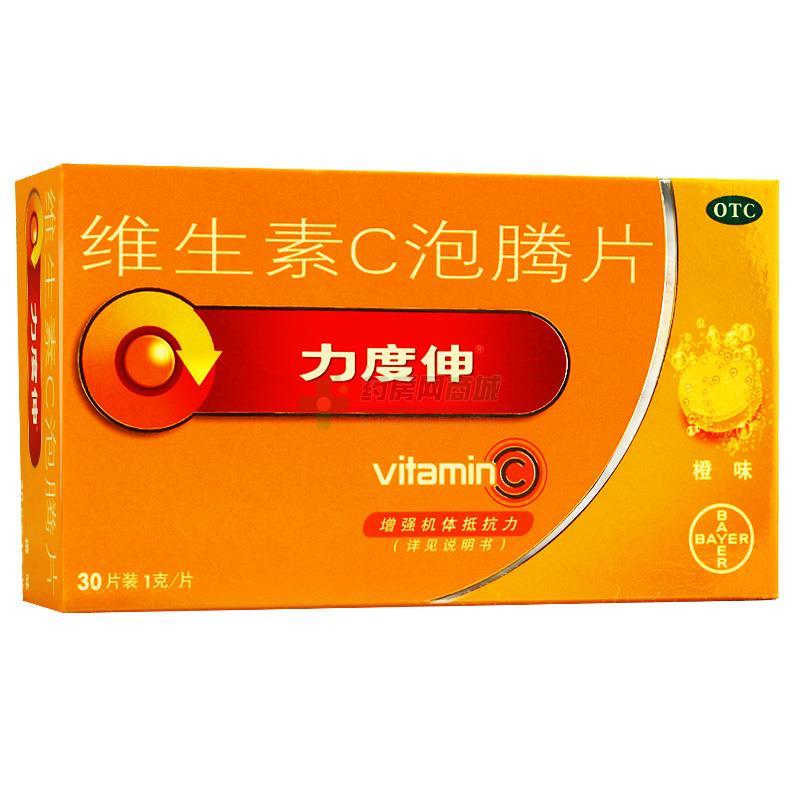 维生素C泡腾片
OTC
力度伸®
药房网商城
vitamin C
增强机体抵抗力
(详见说明书)
橙味
BAYER
BAYER
30片装 1克/片
维生素C泡腾片
力度伸